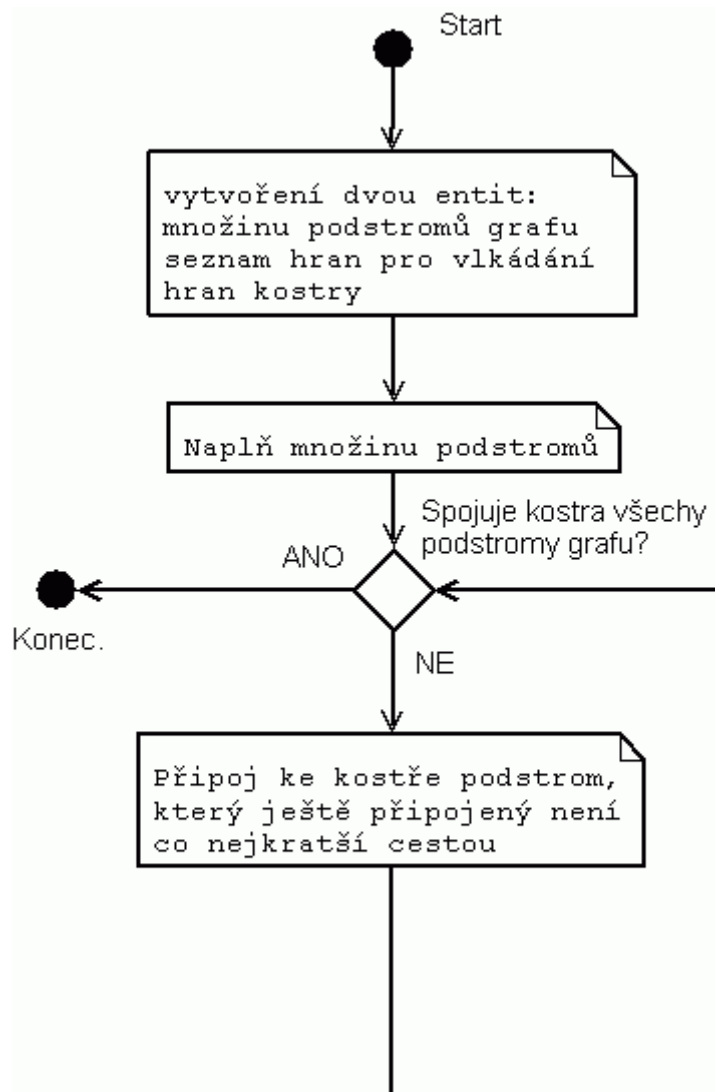 Start
vytvoření dvou entit:
množinu podstromů grafu
seznam hran pro vlkádání
hran kostry
Naplň množinu podstromů
Spojuje kostra všechy
podstromy grafu?
ANO
Konec.
NE
Připoj ke kostře podstrom,
který ještě připojený není
co nejkratší cestou